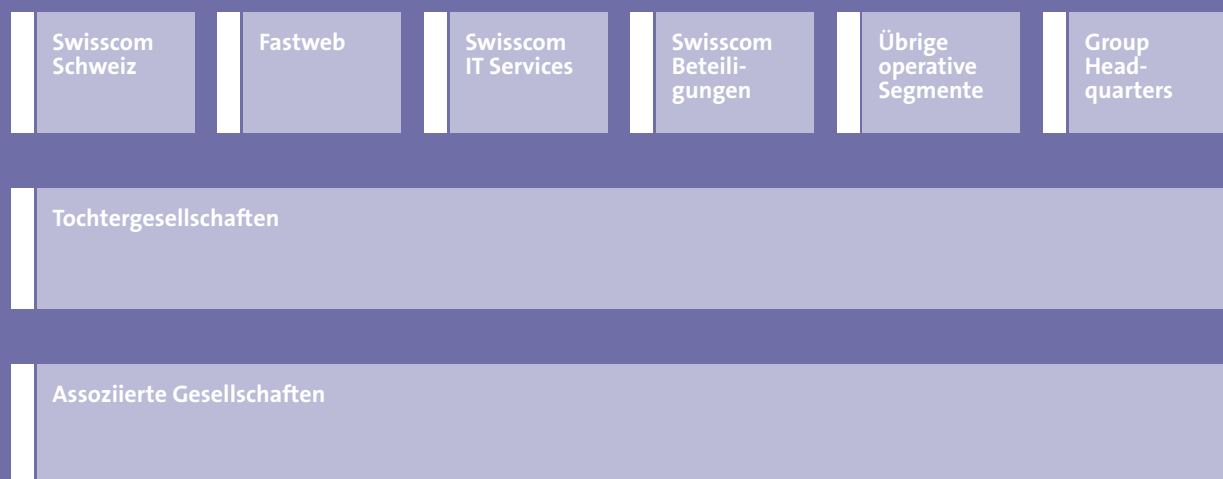 Swisscom
Schweiz
Fastweb
Swisscom
IT Services
Swisscom
Beteili-
gungen
Übrige
operative
Segmente
Group
Head-
quarters
Tochtergesellschaften
Assoziierte Gesellschaften